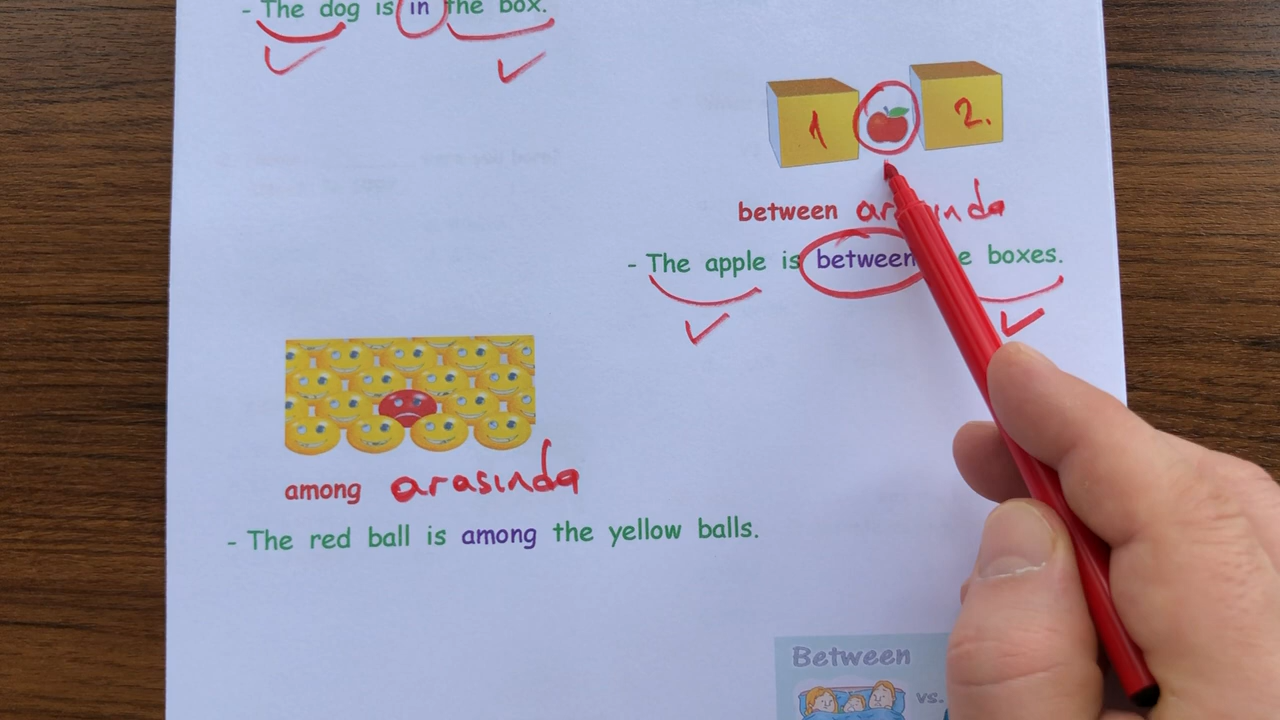 - The dog is in the box.
1 2.
between arasında
- The apple is between the boxes.
among arasında
- The red ball is among the yellow balls.
Between
vs.